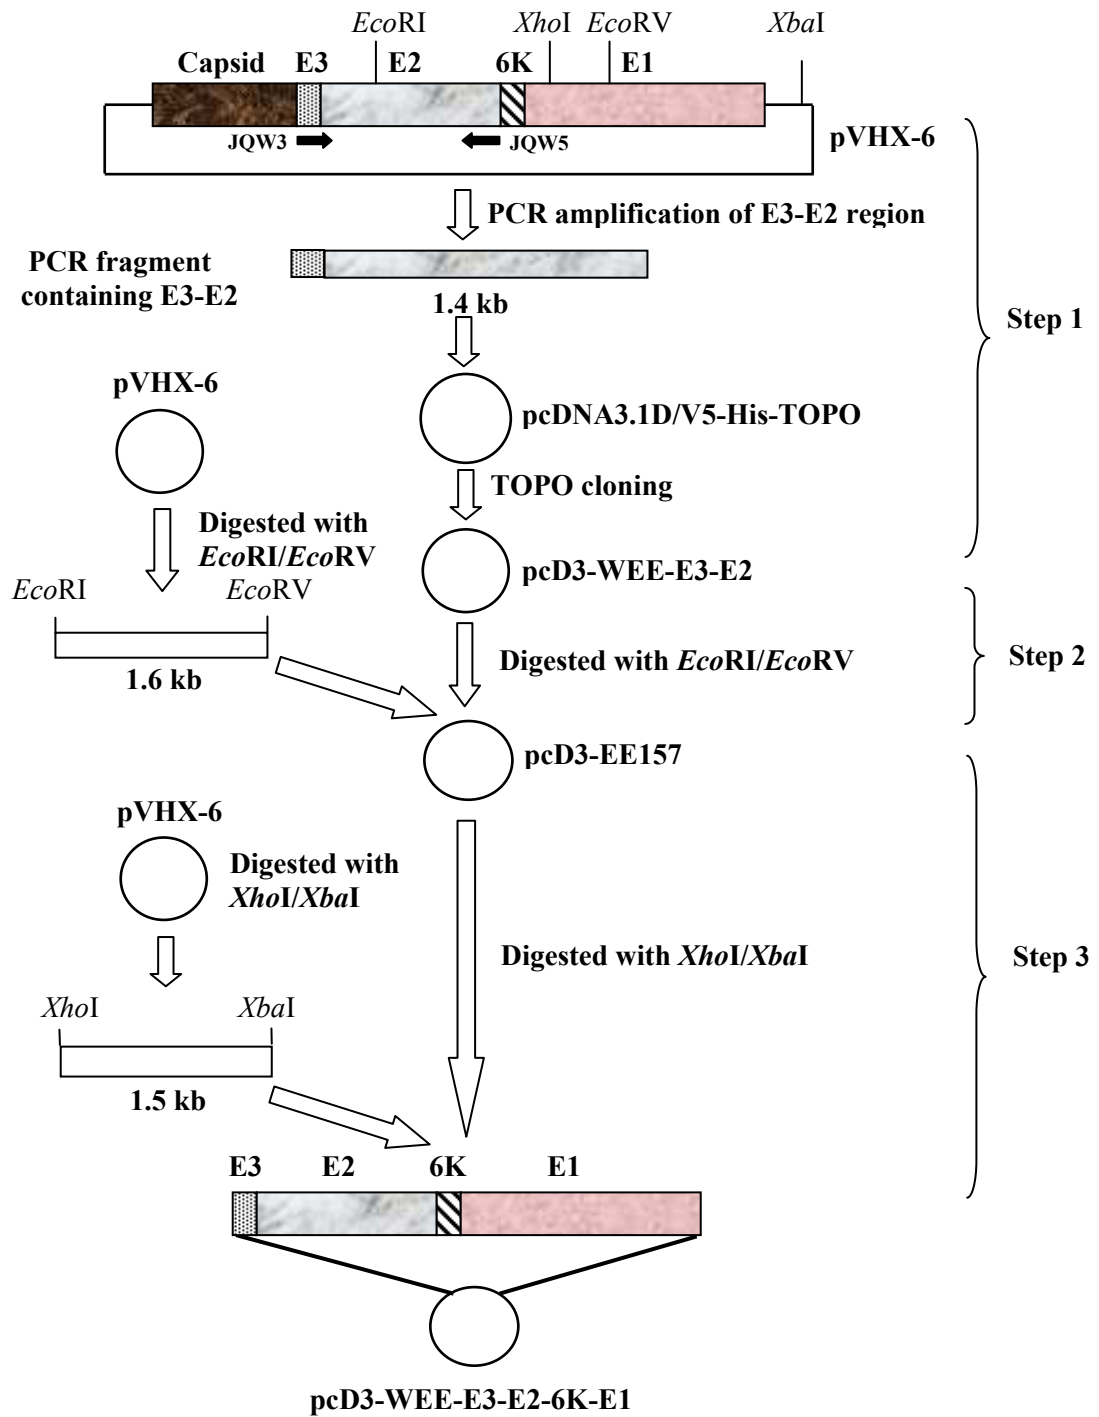 EcoRI XhoI EcoRV XbaI
Capsid E3 E2 6K E1
JQW3 JQW5
pVHX-6
PCR amplification of E3-E2 region
PCR fragment
containing E3-E2
1.4 kb
Step 1
pVHX-6
pcDNA3.1D/V5-His-TOPO
TOPO cloning
Digested with
EcoRI/EcoRV
pcD3-WEE-E3-E2
EcoRI EcoRV
1.6 kb
Digested with EcoRI/EcoRV
Step 2
pcD3-EE157
pVHX-6
Digested with
XhoI/XbaI
Digested with XhoI/XbaI
Step 3
XhoI XbaI
1.5 kb
E3 E2 6K E1
pcD3-WEE-E3-E2-6K-E1